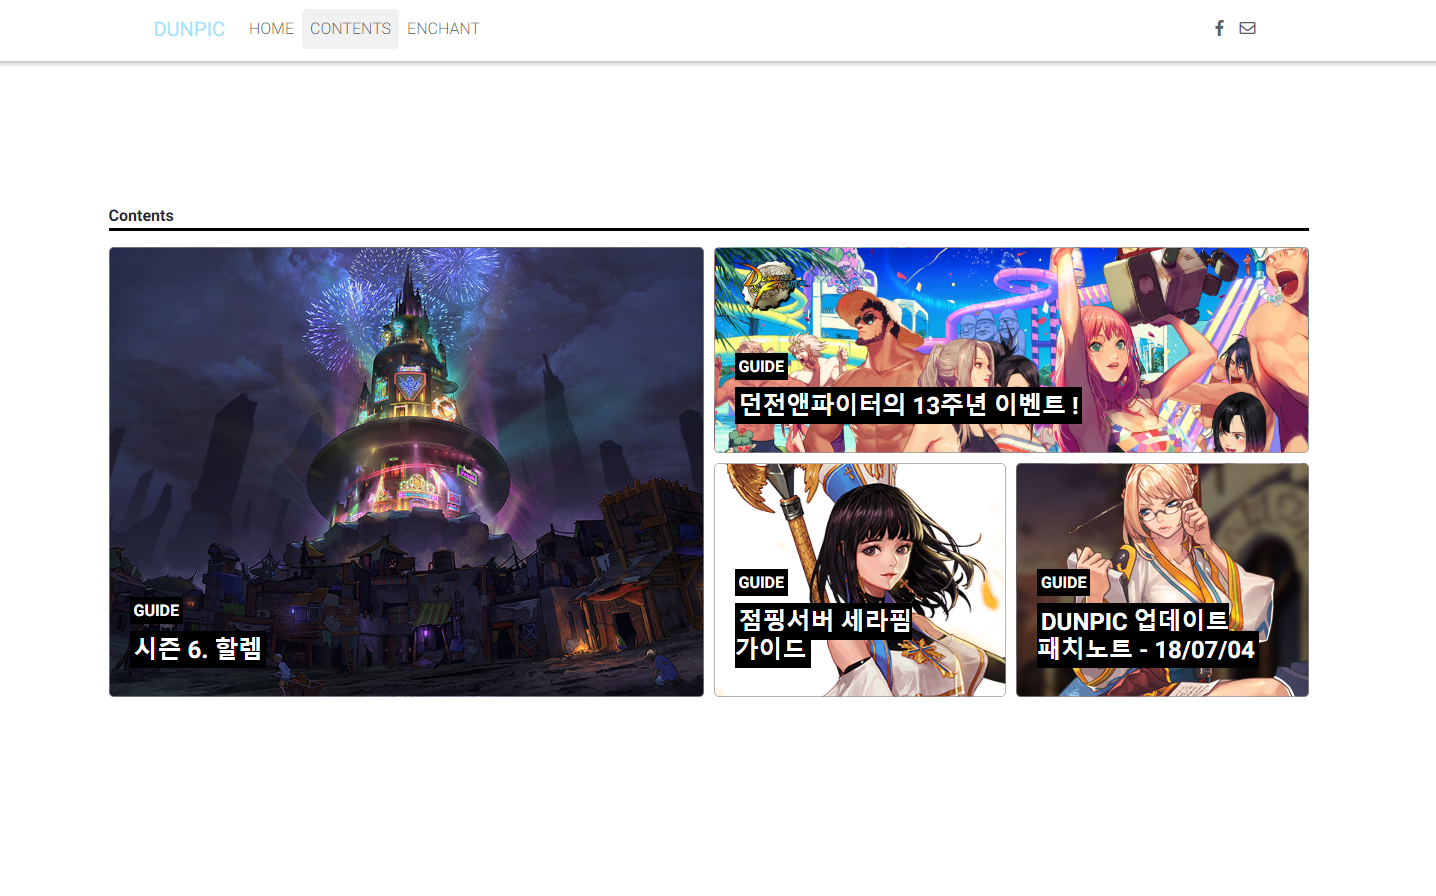 DUNPIC HOME CONTENTS ENCHANT
Contents
GUIDE
시즌 6. 할렘
GUIDE
던전앤파이터의 13주년 이벤트 !
GUIDE
점핑서버 세라핌
가이드
GUIDE
DUNPIC 업데이트
패치노트 - 18/07/04